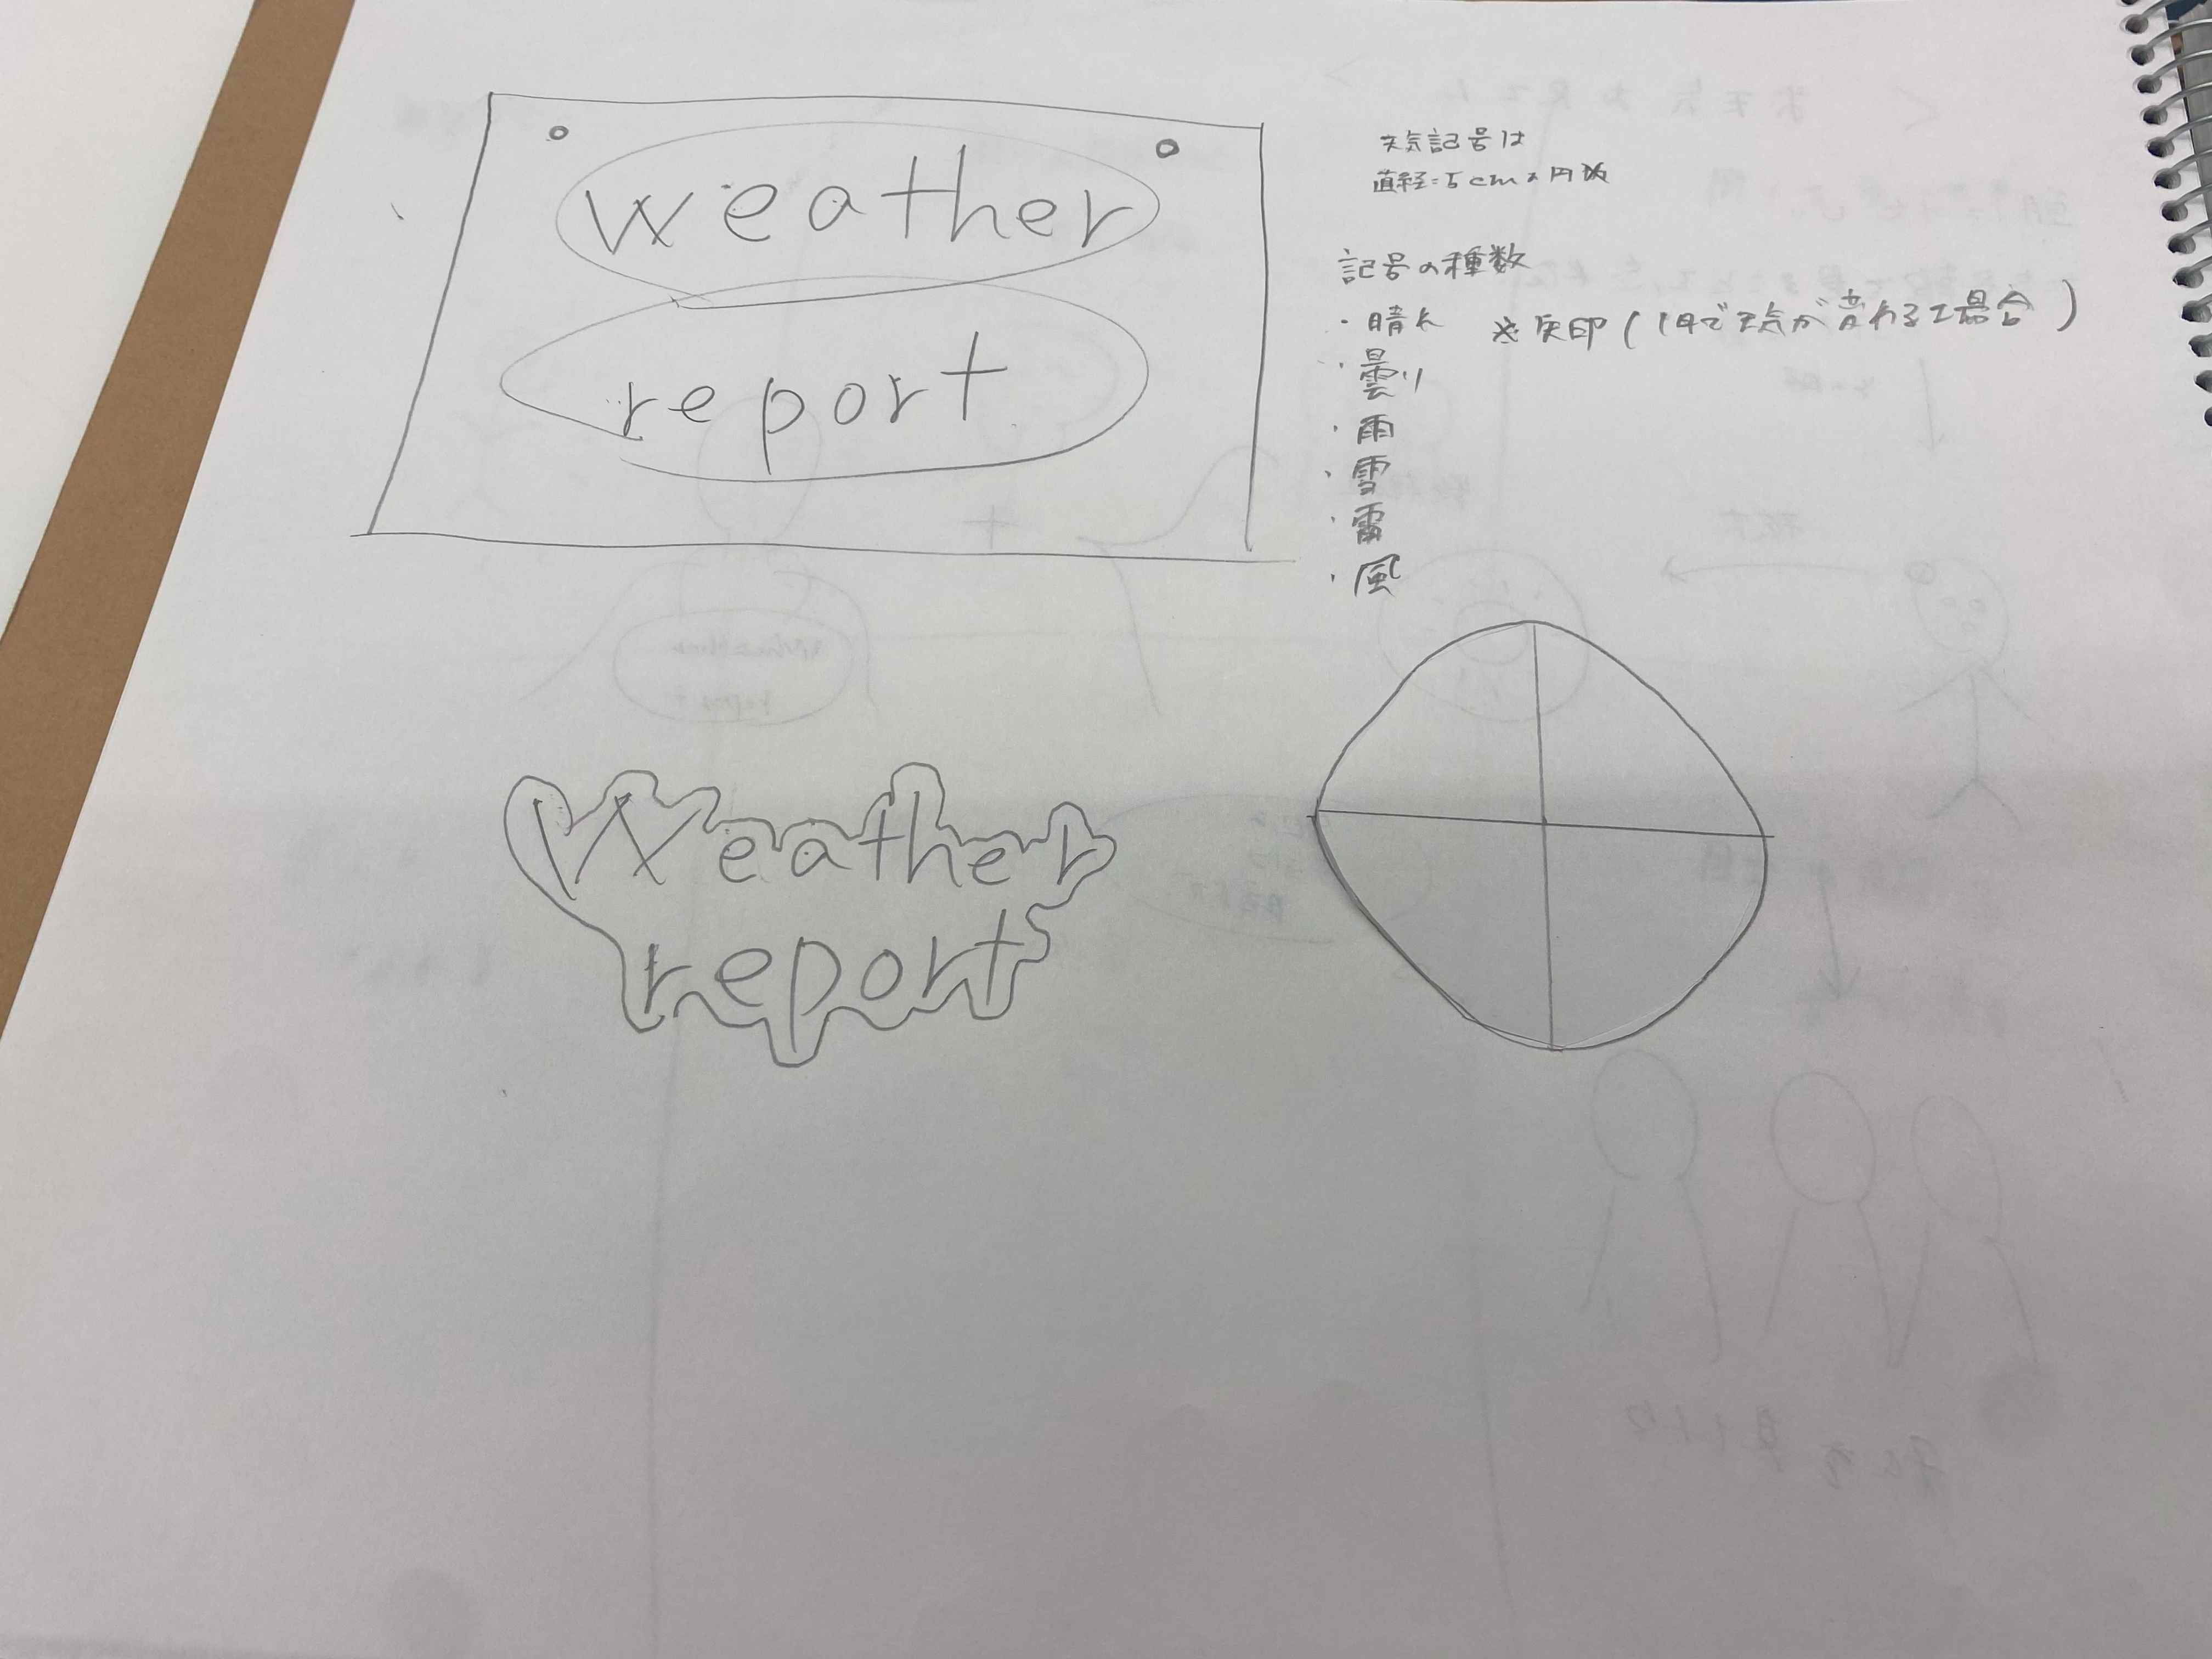 weather
report
天気記号は
直径=5cmの円
記号の種数
・晴れ ※矢印(1日で天気が変わる場合)
・曇り
・雨
・雪
・雷
・風
Weather
report